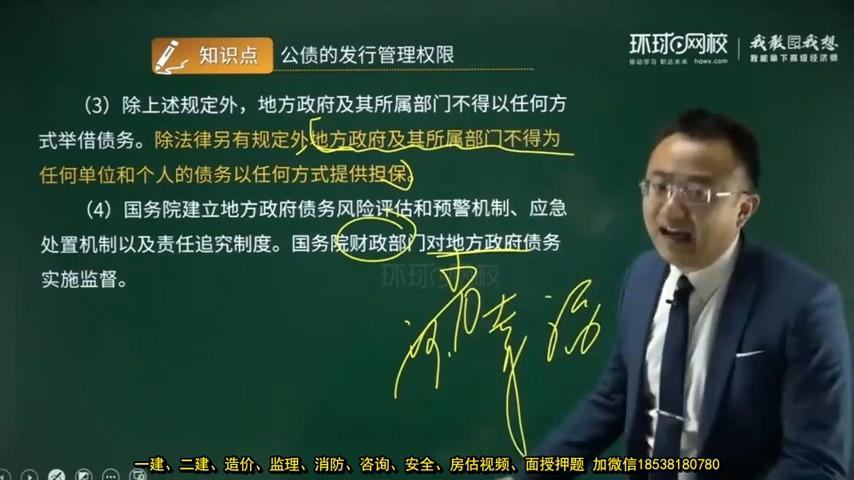 知识点 公债的发行管理权限
环球网校
移动学习 职达未来 hqwx.com
我敢 我想
我能拿下高级经济师
（3）除上述规定外，地方政府及其所属部门不得以任何方
式举借债务。除法律另有规定外地方政府及其所属部门不得为
任何单位和个人的债务以任何方式提供担保。
（4）国务院建立地方政府债务风险评估和预警机制、应急
处置机制以及责任追究制度。国务院财政部门对地方政府债务
实施监督。
环球网校
一建、二建、造价、监理、消防、咨询、安全、房估视频、面授押题 加微信18538180780